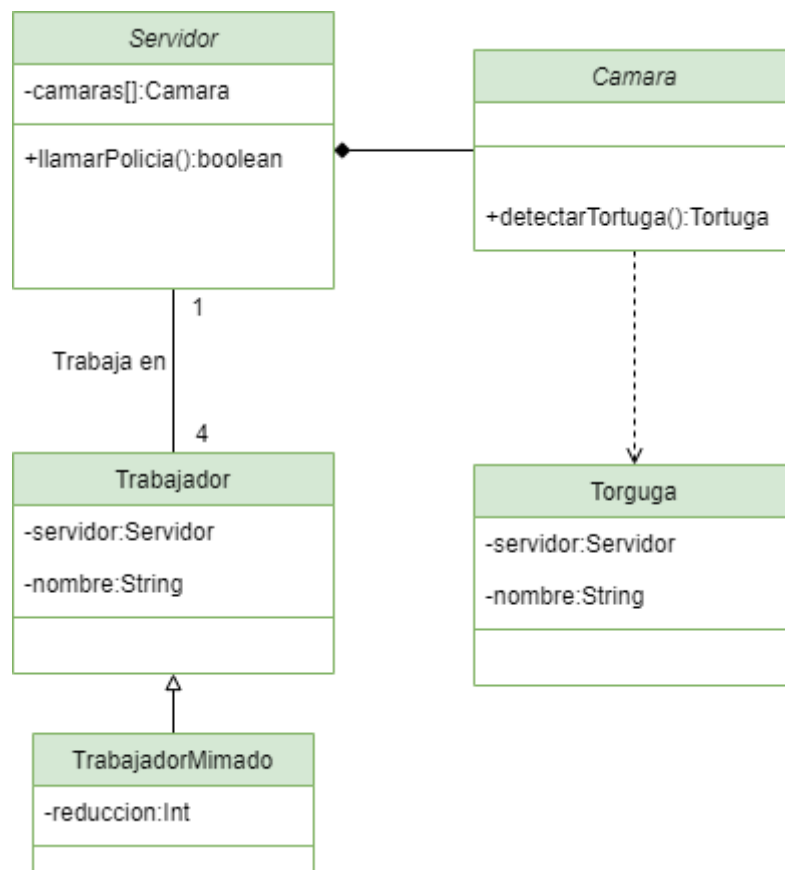 Servidor
-camaras[]:Camara
+llamarPolicia():boolean
Camara
+detectarTortuga():Tortuga
1
Trabaja en
4
Trabajador
-servidor:Servidor
-nombre:String
Torguga
-servidor:Servidor
-nombre:String
TrabajadorMimado
-reduccion:Int